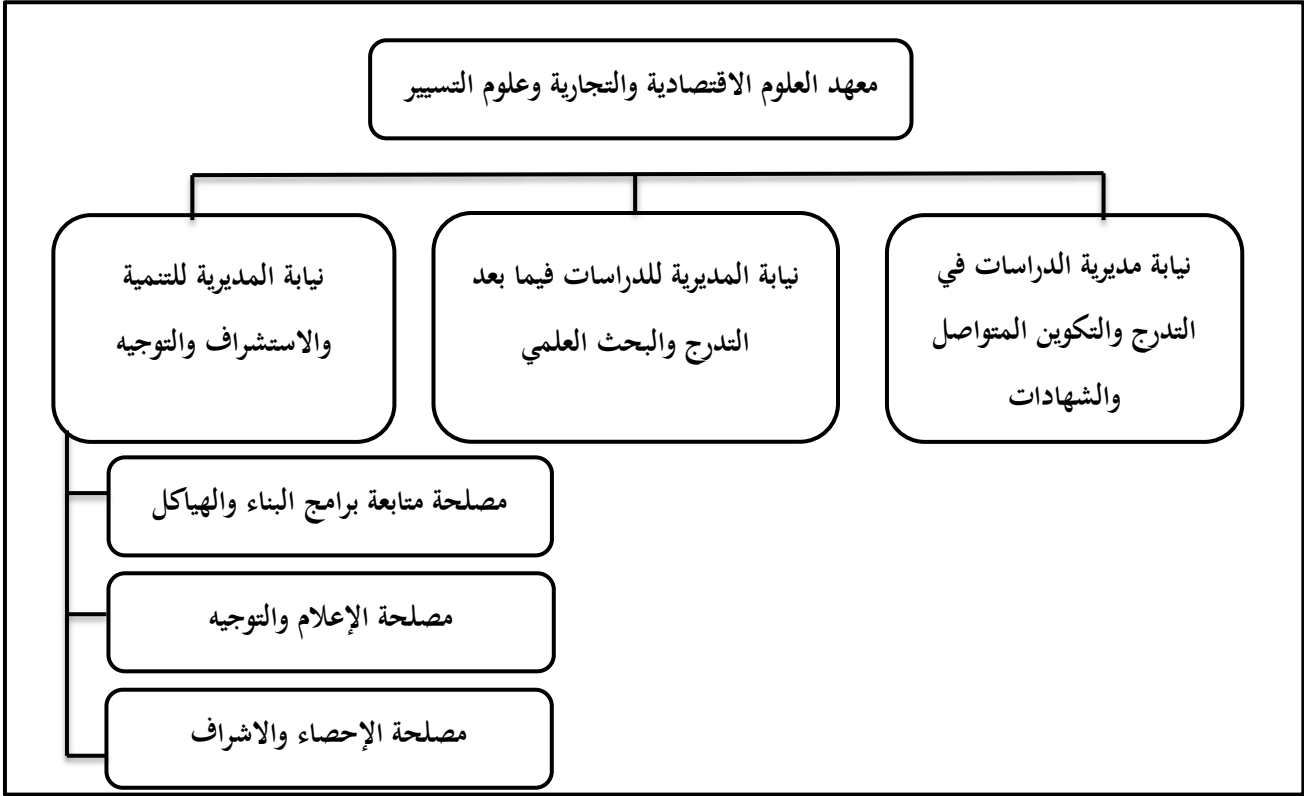 معهد العلوم الاقتصادية والتجارية وعلوم التسيير
نيابة مديرية الدراسات في
التدرج والتكوين المتواصل
والشهادات
نيابة المديرية للدراسات فيما بعد
التدرج والبحث العلمي
نيابة المديرية للتنمية
والاستشراف والتوجيه
مصلحة متابعة برامج البناء والهياكل
مصلحة الإعلام والتوجيه
مصلحة الإحصاء والاشراف